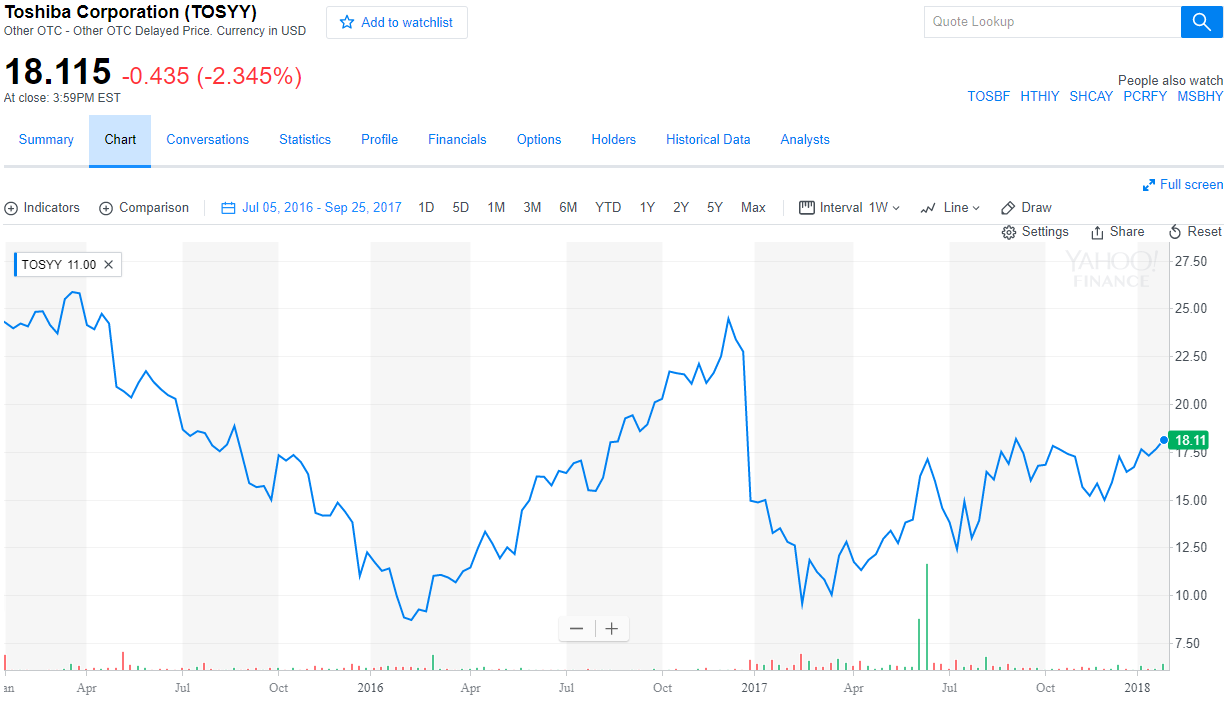 Toshiba Corporation (TOSYY)
Other OTC - Other OTC Delayed Price. Currency in USD
Add to watchlist
Quote Lookup
18.115 -0.435 (-2.345%)
At close: 3:59PM EST
People also watch
TOSBF HTHIY SHCAY PCRFY MSBHY
Summary Chart Conversations Statistics Profile Financials Options Holders Historical Data Analysts
Full screen
Indicators Comparison Jul 05, 2016 - Sep 25, 2017 1D 5D 1M 3M 6M YTD 1Y 2Y 5Y Max Interval 1W Line Draw
Settings Share Reset
TOSYY 11.00
YAHOO!
FINANCE
27.50
25.00
22.50
20.00
18.11
17.50
15.00
12.50
10.00
7.50
an Apr Jul Oct 2016 Apr Jul Oct 2017 Apr Jul Oct 2018